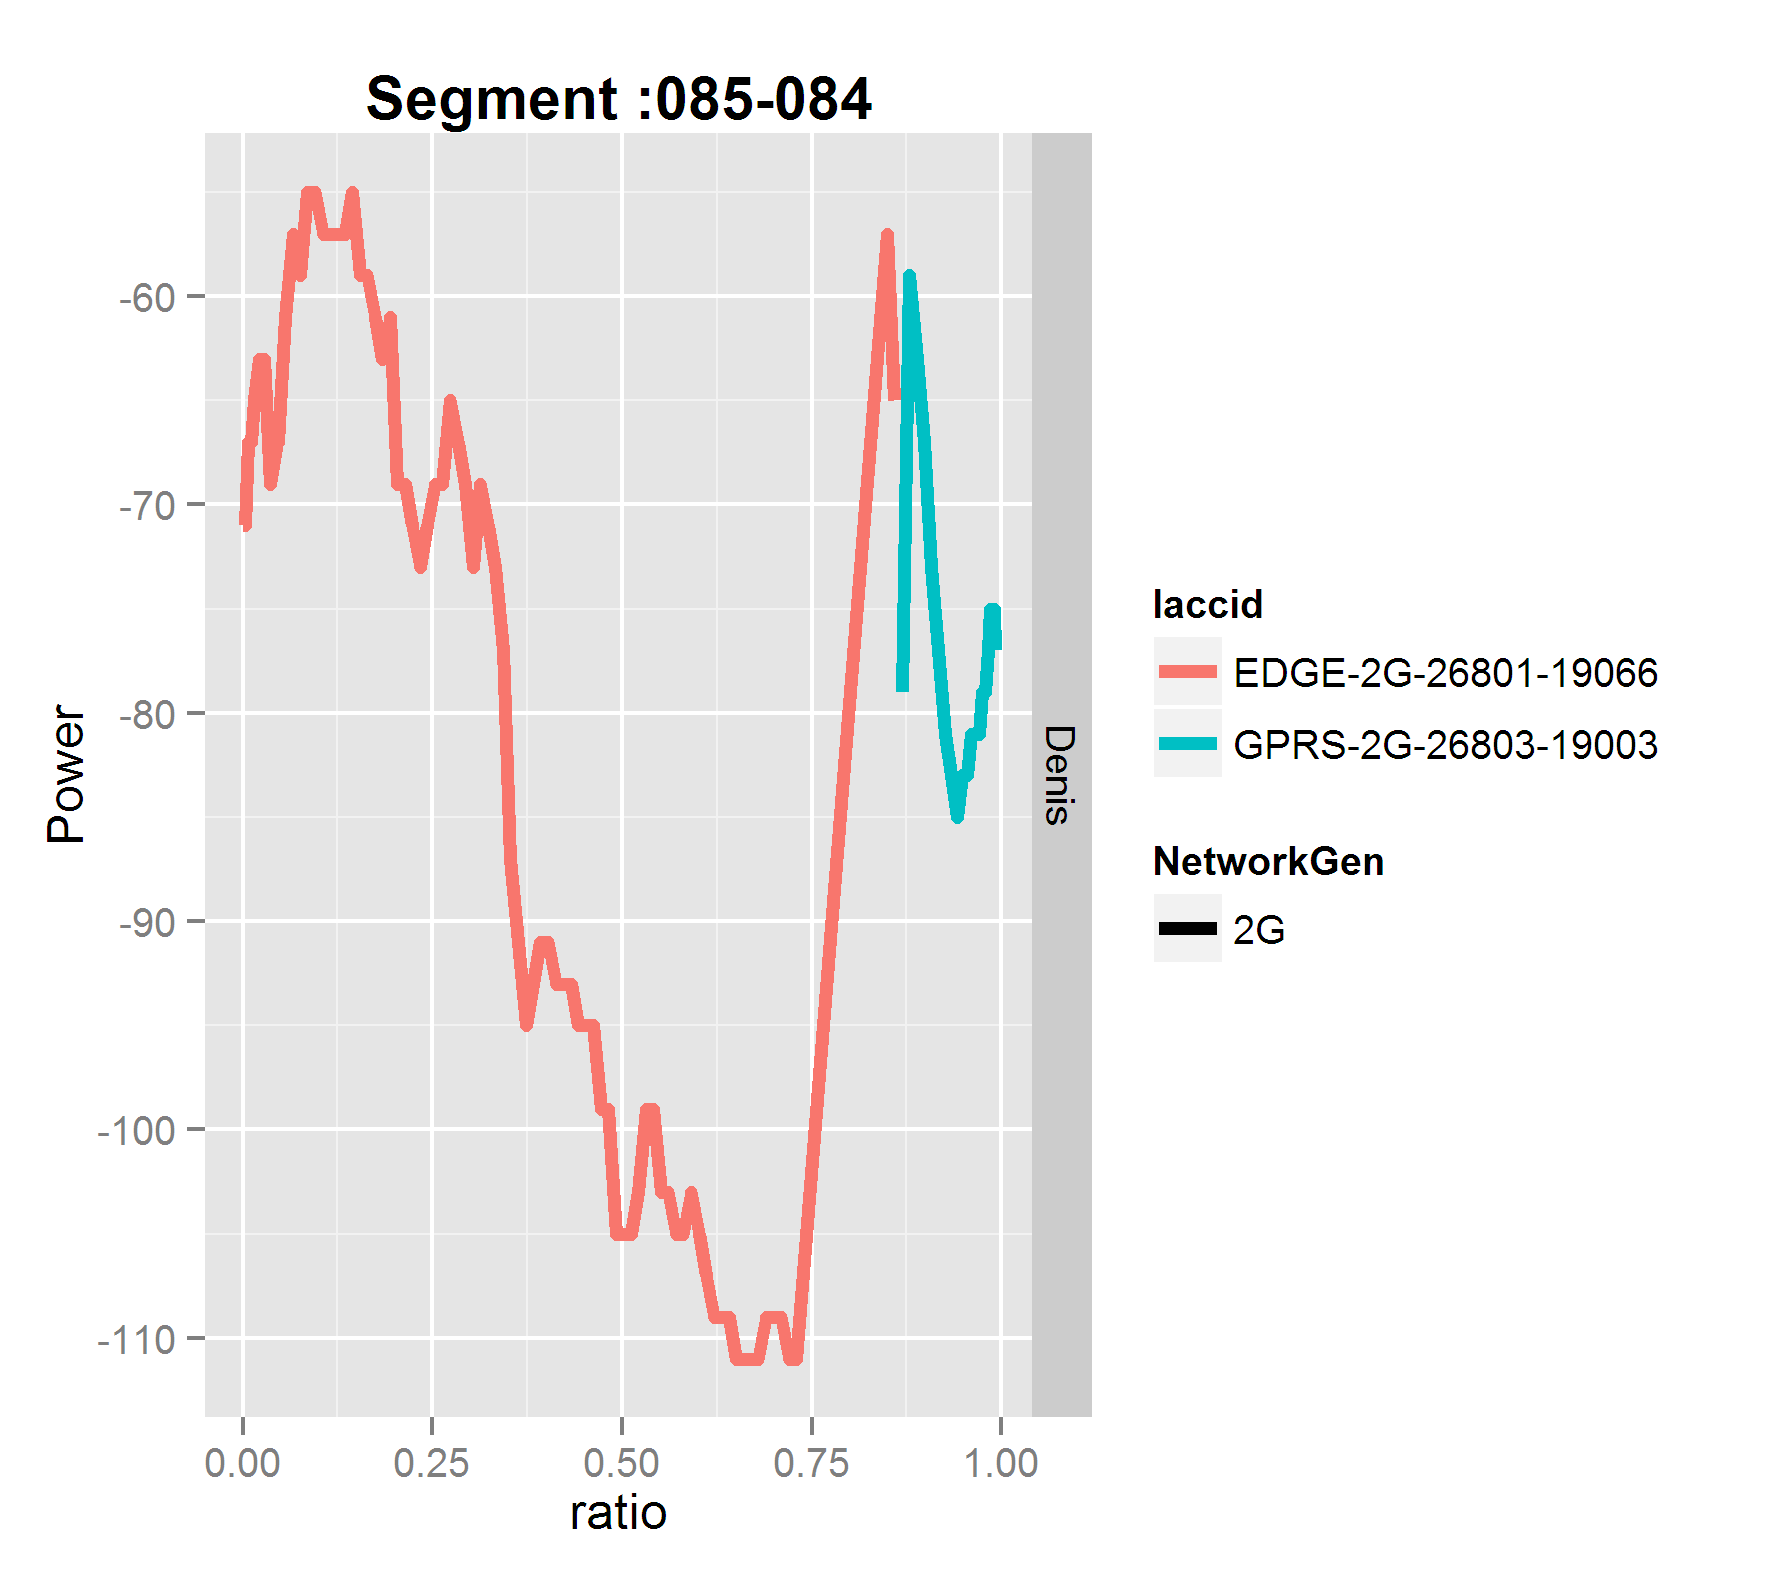 Segment :085-084
Power
-60
-70
-80
-90
-100
-110
0.00
0.25
0.50
0.75
1.00
ratio
Denis
laccid
EDGE-2G-26801-19066
GPRS-2G-26803-19003
NetworkGen
2G